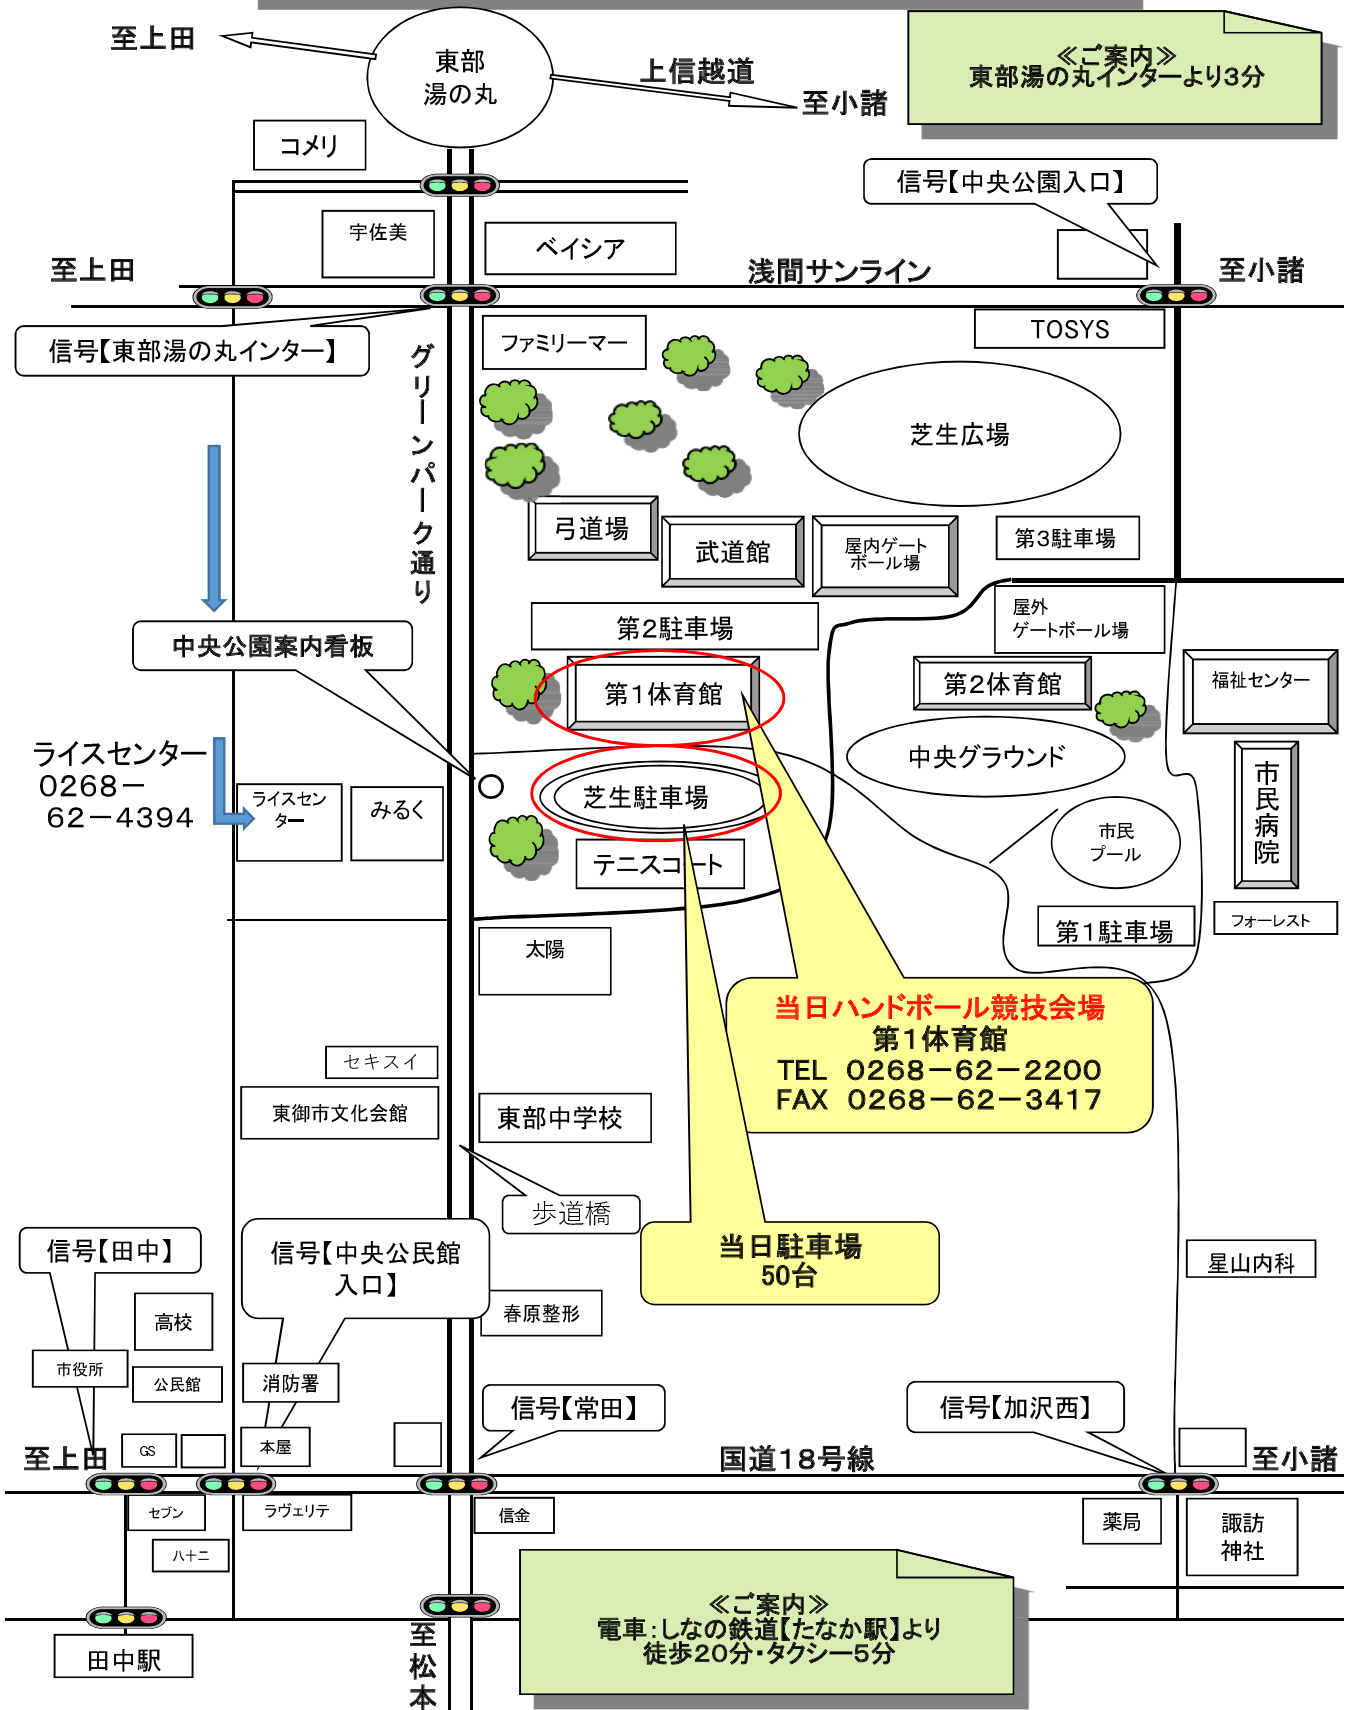 至上田
東部
湯の丸
上信越道
至小諸
≪ご案内≫
東部湯の丸インターより3分
コメリ
信号【中央公園入口】
宇佐美
ベイシア
至上田
浅間サンライン
至小諸
信号【東部湯の丸インター】
グリーンパーク通り
ファミリーマー
TOSYS
芝生広場
弓道場
武道館
屋内ゲート
ボール場
第3駐車場
第2駐車場
屋外
ゲートボール場
中央公園案内看板
第1体育館
第2体育館
福祉センター
中央グラウンド
ライスセンター
0268－
62－4394
ライスセン
ター
みるく
芝生駐車場
市民病院
市民
プール
テニスコート
第1駐車場
フォーレスト
太陽
当日ハンドボール競技会場
第1体育館
TEL 0268－62－2200
FAX 0268－62－3417
セキスイ
東御市文化会館
東部中学校
歩道橋
信号【田中】
信号【中央公民館
入口】
当日駐車場
50台
星山内科
高校
春原整形
市役所
公民館
消防署
信号【常田】
信号【加沢西】
至上田
GS
本屋
国道18号線
至小諸
セブン
ラヴェリテ
信金
薬局
諏訪
神社
八十二
≪ご案内≫
電車：しなの鉄道【たなか駅】より
徒歩20分・タクシー5分
田中駅
至松本